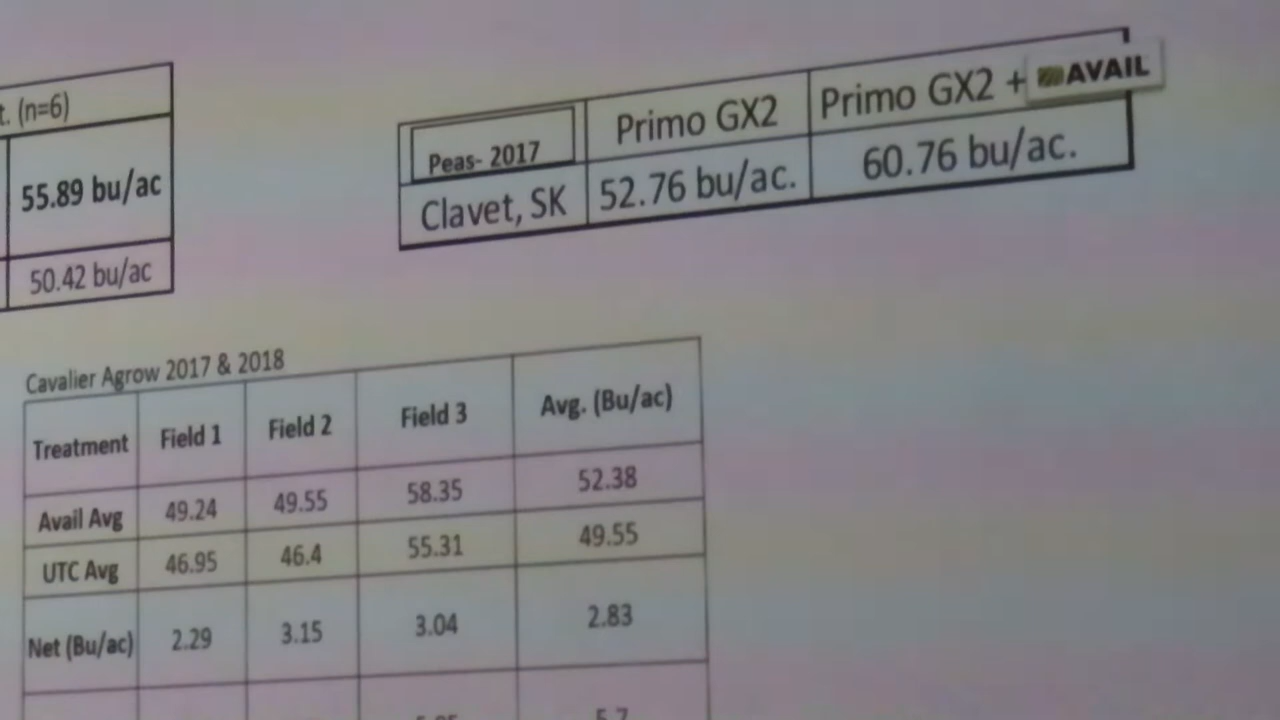 t. (n=6)
55.89 bu/ac
50.42 bu/ac
Peas- 2017 Primo GX2 Primo GX2 + AVAIL
Clavet, SK 52.76 bu/ac. 60.76 bu/ac.
Cavalier Agrow 2017 & 2018
Treatment Field 1 Field 2 Field 3 Avg. (Bu/ac)
Avail Avg 49.24 49.55 58.35 52.38
UTC Avg 46.95 46.4 55.31 49.55
Net (Bu/ac) 2.29 3.15 3.04 2.83
5.7